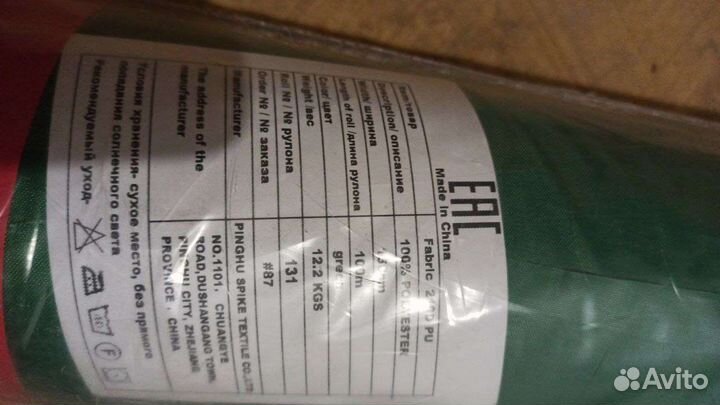 EAC
Made in China
Item/товар Fabric PU
Description/ описание 100% POLYESTER
Width/ ширина
Length of roll /длина рулона 100m
Color/ цвет green
Weight /вес 12.2 KGS
Roll № / № рулона 131
Order № / № заказа #87
Manufacturer PINGHU SPIKE TEXTILE CO.,LTD
The address of the manufacturer NO.1101. CHUANGYE
ROAD,DUSHANGANG TOWN,
PINGHU CITY, ZHEJIANG
PROVINCE , CHINA
Условия хранения- сухое место, без прямого
попадания солнечного света
Рекомендуемый уход-
F
Avito